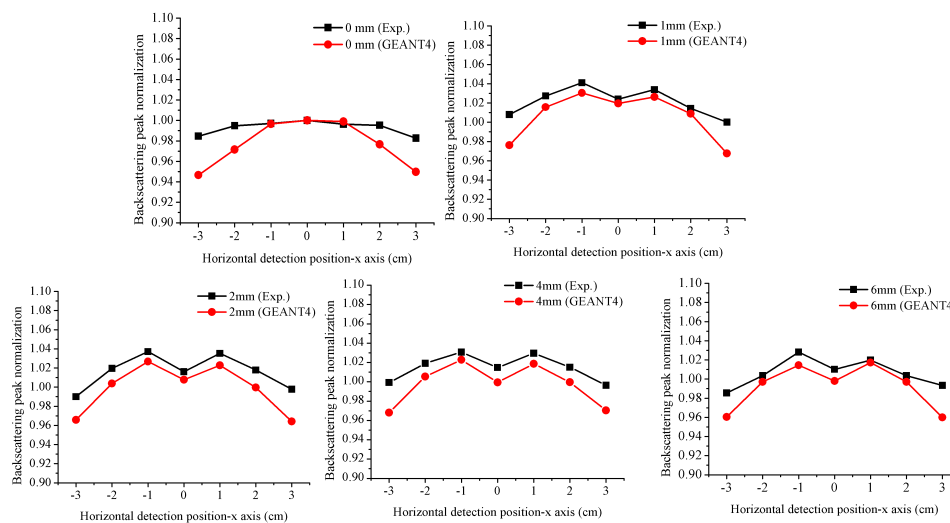 1.10
1.08
1.06
1.04
1.02
1.00
0.98
0.96
0.94
0.92
0.90
Backscattering peak normalization
0 mm (Exp.)
0 mm (GEANT4)
-3 -2 -1 0 1 2 3
Horizontal detection position-x axis (cm)
1.10
1.08
1.06
1.04
1.02
1.00
0.98
0.96
0.94
0.92
0.90
Backscattering peak normalization
1mm (Exp.)
1mm (GEANT4)
-3 -2 -1 0 1 2 3
Horizontal detection position-x axis (cm)
1.10
1.08
1.06
1.04
1.02
1.00
0.98
0.96
0.94
0.92
0.90
Backscattering peak normalization
2mm (Exp.)
2mm (GEANT4)
-3 -2 -1 0 1 2 3
Horizontal detection position-x axis (cm)
1.10
1.08
1.06
1.04
1.02
1.00
0.98
0.96
0.94
0.92
0.90
Backscattering peak normalization
4mm (Exp.)
4mm (GEANT4)
-3 -2 -1 0 1 2 3
Horizontal detection position-x axis (cm)
1.10
1.08
1.06
1.04
1.02
1.00
0.98
0.96
0.94
0.92
0.90
Backscattering peak normalization
6mm (Exp.)
6mm (GEANT4)
-3 -2 -1 0 1 2 3
Horizontal detection position-x axis (cm)